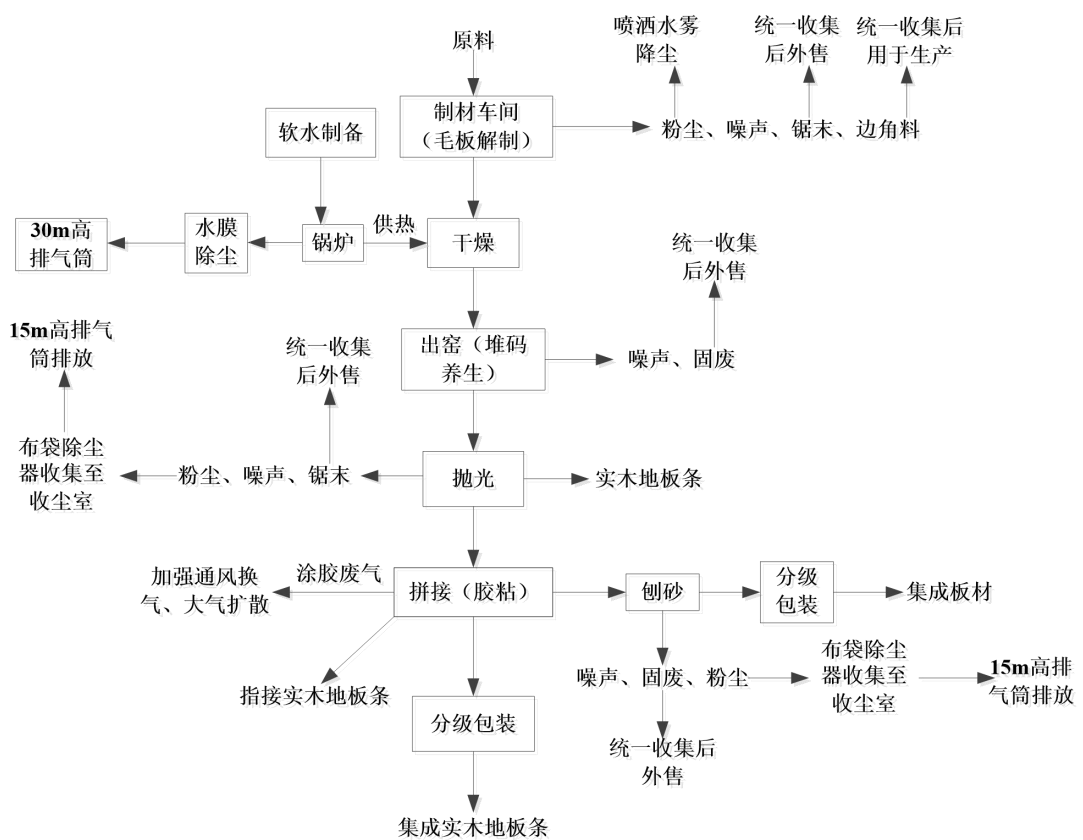 原料
喷洒水雾
降尘
统一收集
后外售
统一收集后
用于生产
软水制备
制材车间
（毛板解制）
粉尘、噪声、锯末、边角料
30m高
排气筒
水膜
除尘
锅炉
供热
干燥
统一收集
后外售
15m高排气
筒排放
统一收集
后外售
出窑（堆码
养生）
噪声、固废
布袋除尘
器收集至
收尘室
粉尘、噪声、锯末
抛光
实木地板条
加强通风换
气、大气扩散
涂胶废气
拼接（胶粘）
刨砂
分级
包装
集成板材
指接实木地板条
噪声、固废、粉尘
布袋除尘
器收集至
收尘室
15m高排
气筒排放
分级包装
统一收集后
外售
集成实木地板条